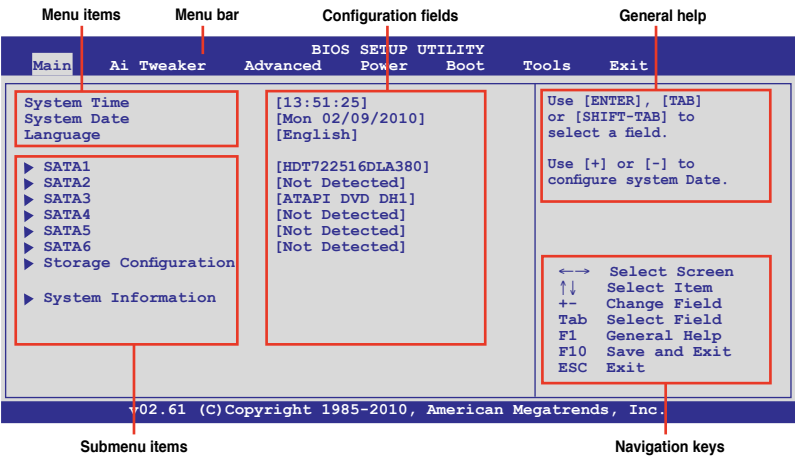 Menu items Menu bar Configuration fields General help
BIOS SETUP UTILITY
Main Ai Tweaker Advanced Power Boot Tools Exit
System Time [13:51:25]
System Date [Mon 02/09/2010]
Language [English]
SATA1 [HDT722516DLA380]
SATA2 [Not Detected]
SATA3 [ATAPI DVD DH1]
SATA4 [Not Detected]
SATA5 [Not Detected]
SATA6 [Not Detected]
Storage Configuration
System Information
Use [ENTER], [TAB]
or [SHIFT-TAB] to
select a field.
Use [+] or [-] to
configure system Date.
←→ Select Screen
↑↓ Select Item
+- Change Field
Tab Select Field
F1 General Help
F10 Save and Exit
ESC Exit
v02.61 (C)Copyright 1985-2010, American Megatrends, Inc.
Submenu items Navigation keys